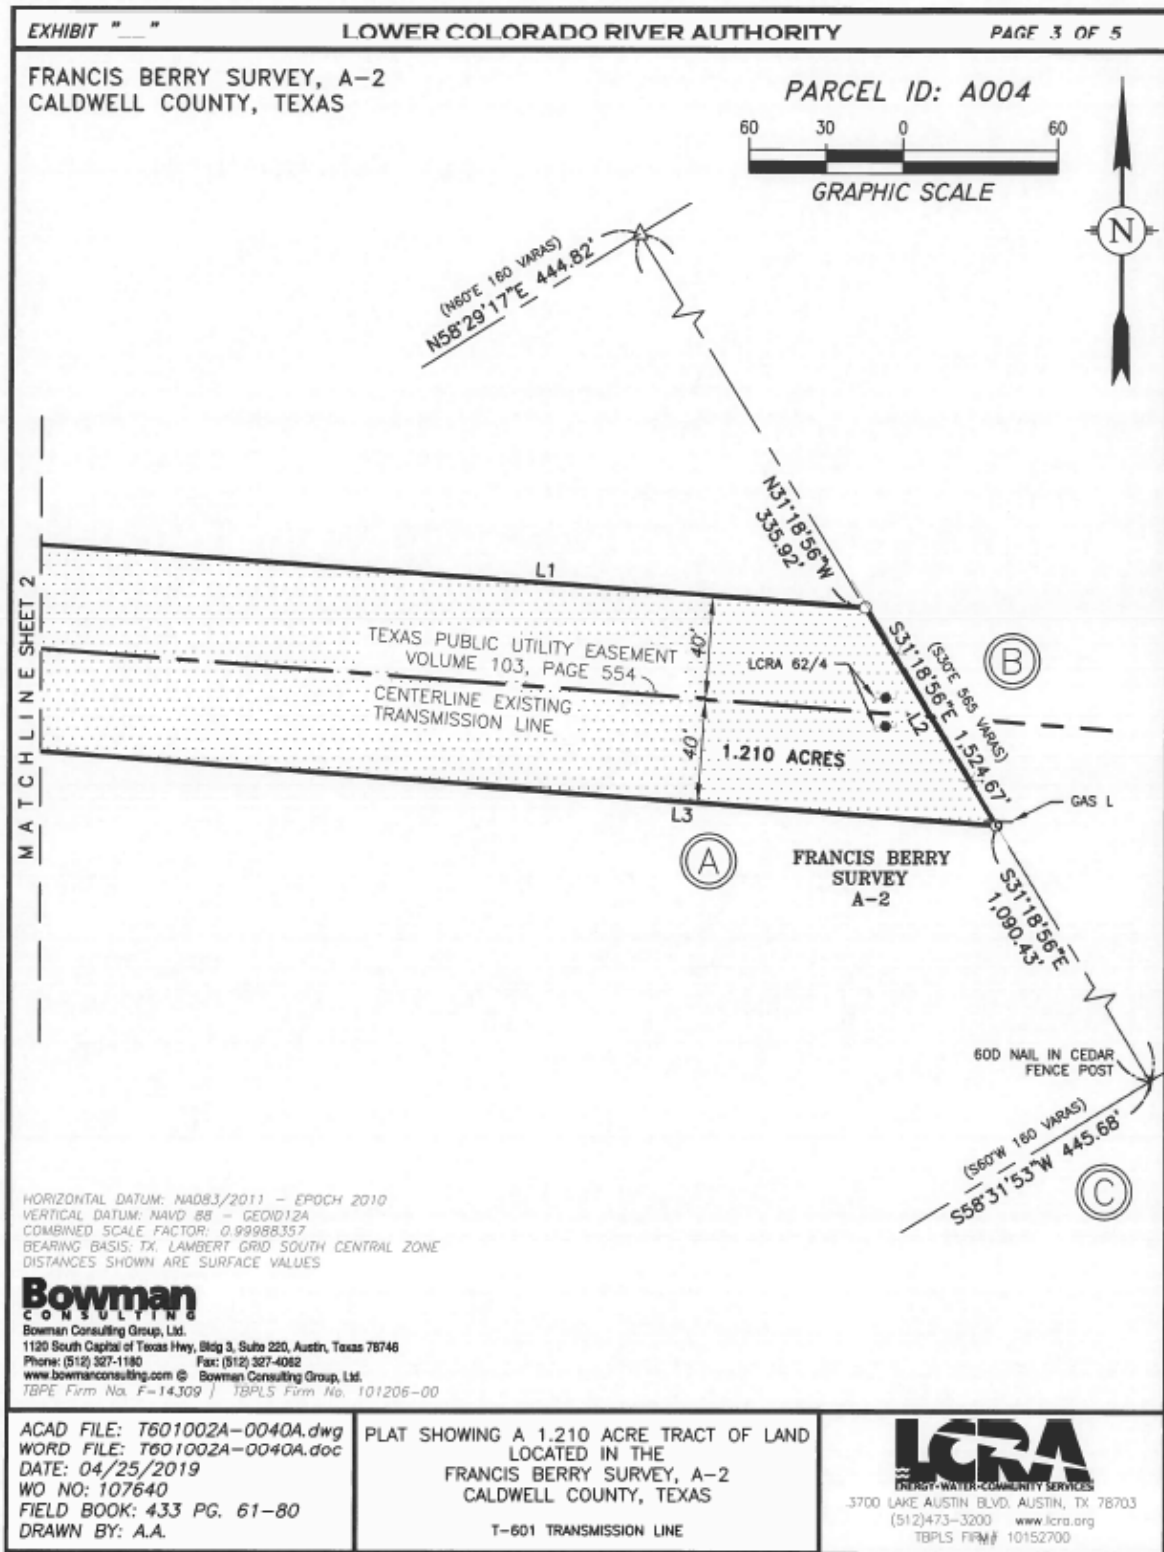 EXHIBIT "__"
LOWER COLORADO RIVER AUTHORITY
PAGE 3 OF 5
FRANCIS BERRY SURVEY, A-2
CALDWELL COUNTY, TEXAS
PARCEL ID: A004
60 30 0 60
GRAPHIC SCALE
N
(N60°E 160 VARAS)
N58°29'17"E 444.82'
N31°18'56"W
335.92'
MATCHLINE SHEET 2
L1
TEXAS PUBLIC UTILITY EASEMENT
VOLUME 103, PAGE 554
CENTERLINE EXISTING
TRANSMISSION LINE
40'
40'
LCRA 62/4
L2
1.210 ACRES
(S30°E 565 VARAS)
S31°18'56"E 1,524.67'
B
GAS L
L3
A
FRANCIS BERRY
SURVEY
A-2
S31°18'56"E
1,090.43'
60D NAIL IN CEDAR
FENCE POST
(S60°W 160 VARAS)
S58°31'53"W 445.68'
C
HORIZONTAL DATUM: NAD83/2011 - EPOCH 2010
VERTICAL DATUM: NAVD 88 - GEOID12A
COMBINED SCALE FACTOR: 0.99988357
BEARING BASIS: TX. LAMBERT GRID SOUTH CENTRAL ZONE
DISTANCES SHOWN ARE SURFACE VALUES
Bowman
CONSULTING
Bowman Consulting Group, Ltd.
1120 South Capital of Texas Hwy, Bldg 3, Suite 220, Austin, Texas 78746
Phone: (512) 327-1180 Fax: (512) 327-4062
www.bowmanconsulting.com © Bowman Consulting Group, Ltd.
TBPE Firm No. F-14309 | TBPLS Firm No. 101206-00
ACAD FILE: T601002A-0040A.dwg
WORD FILE: T601002A-0040A.doc
DATE: 04/25/2019
WO NO: 107640
FIELD BOOK: 433 PG. 61-80
DRAWN BY: A.A.
PLAT SHOWING A 1.210 ACRE TRACT OF LAND
LOCATED IN THE
FRANCIS BERRY SURVEY, A-2
CALDWELL COUNTY, TEXAS
T-601 TRANSMISSION LINE
LCRA
ENERGY•WATER•COMMUNITY SERVICES
3700 LAKE AUSTIN BLVD. AUSTIN, TX 78703
(512)473-3200 www.lcra.org
TBPLS FIRM# 10152700